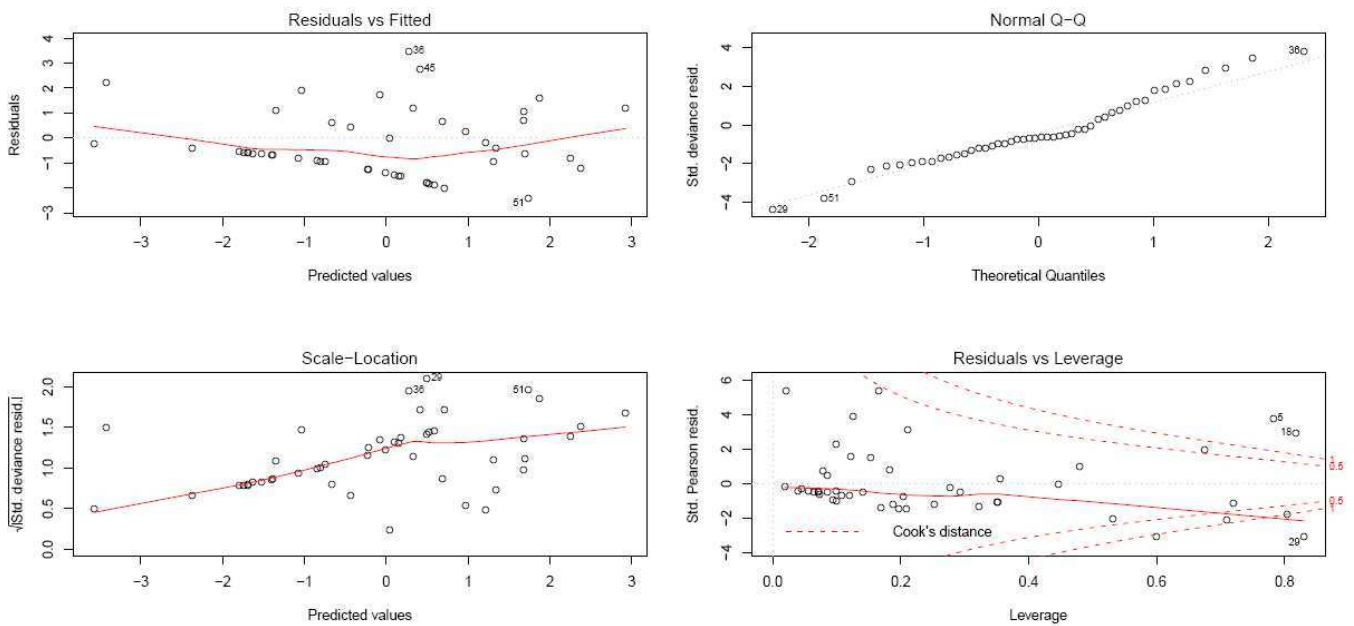 Residuals vs Fitted
Residuals
4
3
2
1
0
−1
−3
36
45
51
−3 −2 −1 0 1 2 3
Predicted values
Normal Q−Q
Std. deviance resid.
4
2
0
−2
−4
29
51
36
−2 −1 0 1 2
Theoretical Quantiles
Scale−Location
√|Std. deviance resid.|
2.0
1.5
1.0
0.5
0.0
36
29
51
−3 −2 −1 0 1 2 3
Predicted values
Residuals vs Leverage
Std. Pearson resid.
6
4
2
0
−2
−4
5
18
29
1
0.5
0.5
1
Cook's distance
0.0 0.2 0.4 0.6 0.8
Leverage